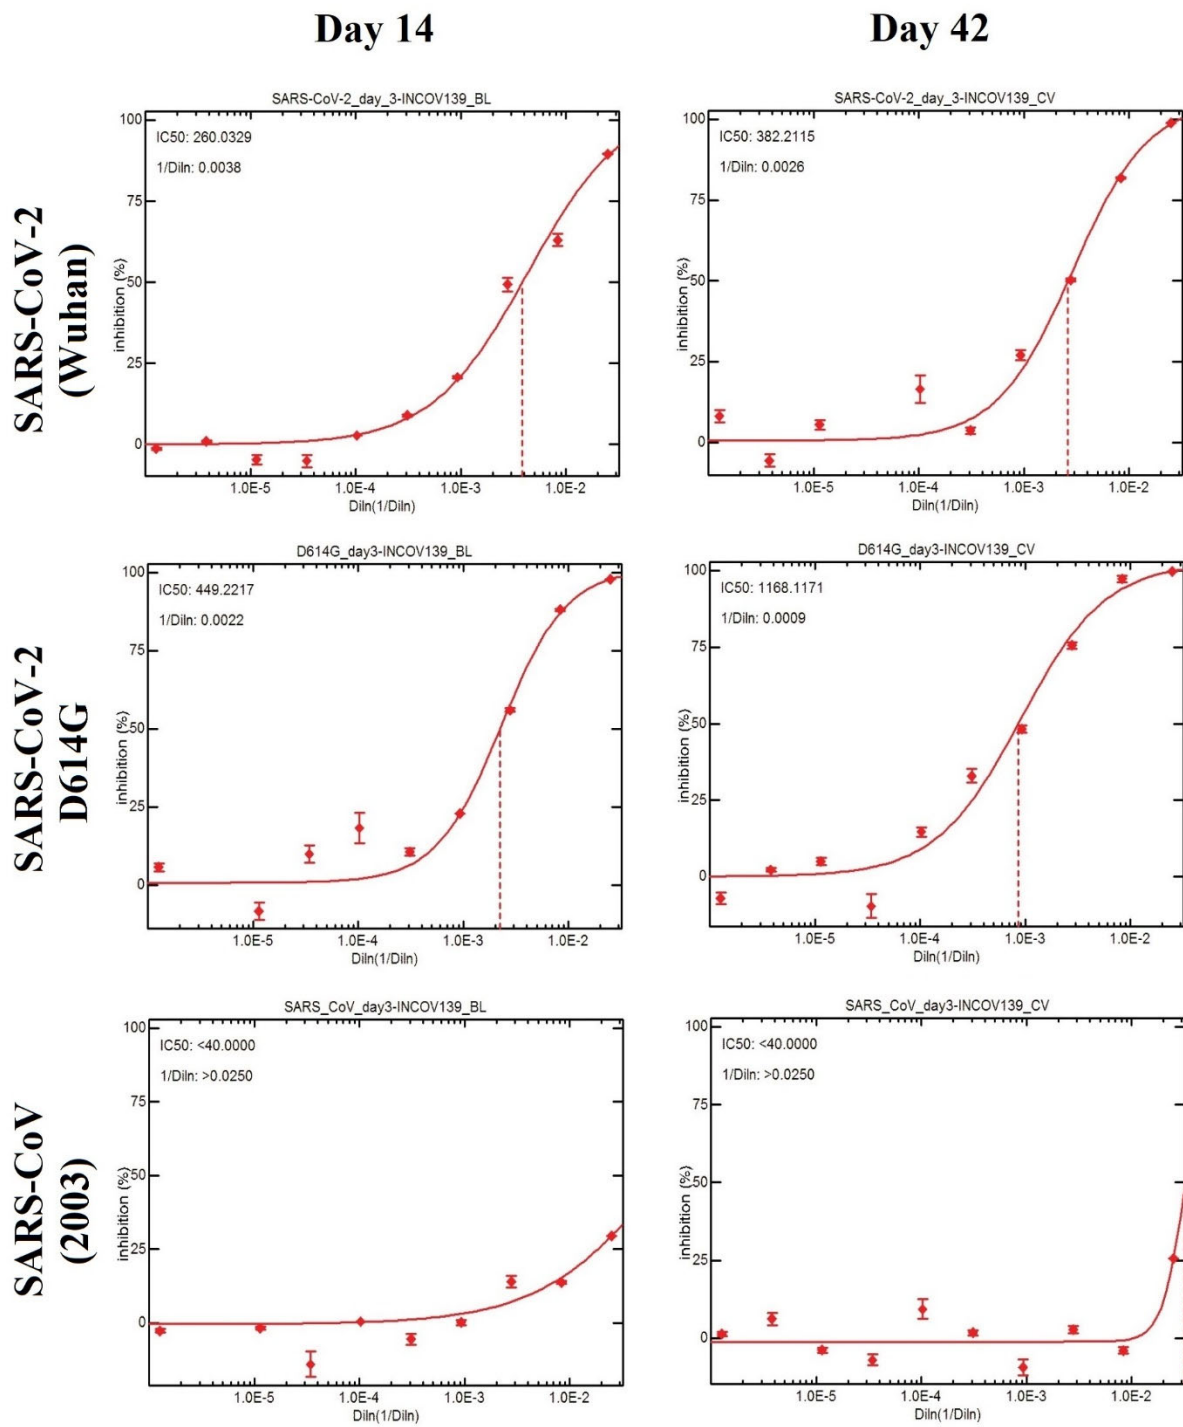 Day 14
Day 42
SARS-CoV-2
(Wuhan)
SARS-CoV-2_day_3-INCOV139_BL
IC50: 260.0329
1/Diln: 0.0038
inhibition (%)
100
75
50
25
0
1.0E-5 1.0E-4 1.0E-3 1.0E-2
Diln(1/Diln)
SARS-CoV-2_day_3-INCOV139_CV
IC50: 382.2115
1/Diln: 0.0026
inhibition (%)
100
75
50
25
0
1.0E-5 1.0E-4 1.0E-3 1.0E-2
Diln(1/Diln)
SARS-CoV-2
D614G
D614G_day3-INCOV139_BL
IC50: 449.2217
1/Diln: 0.0022
inhibition (%)
100
75
50
25
0
1.0E-5 1.0E-4 1.0E-3 1.0E-2
Diln(1/Diln)
D614G_day3-INCOV139_CV
IC50: 1168.1171
1/Diln: 0.0009
inhibition (%)
100
75
50
25
0
1.0E-5 1.0E-4 1.0E-3 1.0E-2
Diln(1/Diln)
SARS-CoV
(2003)
SARS_CoV_day3-INCOV139_BL
IC50: <40.0000
1/Diln: >0.0250
inhibition (%)
100
75
50
25
0
1.0E-5 1.0E-4 1.0E-3 1.0E-2
Diln(1/Diln)
SARS_CoV_day3-INCOV139_CV
IC50: <40.0000
1/Diln: >0.0250
inhibition (%)
100
75
50
25
0
1.0E-5 1.0E-4 1.0E-3 1.0E-2
Diln(1/Diln)